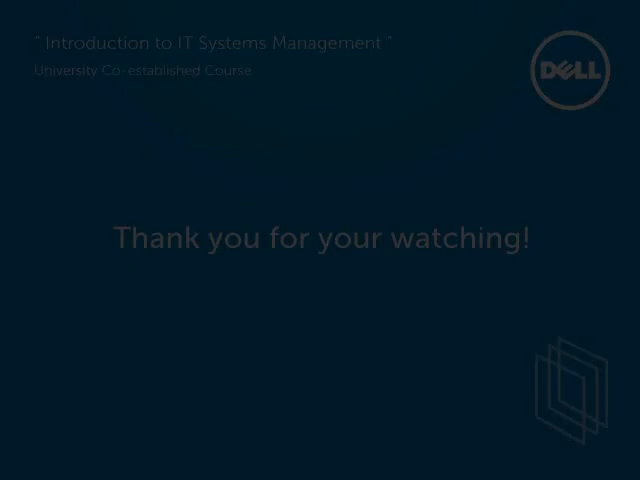 " Introduction to IT Systems Management "
University Co-established Course
DELL
Thank you for your watching!